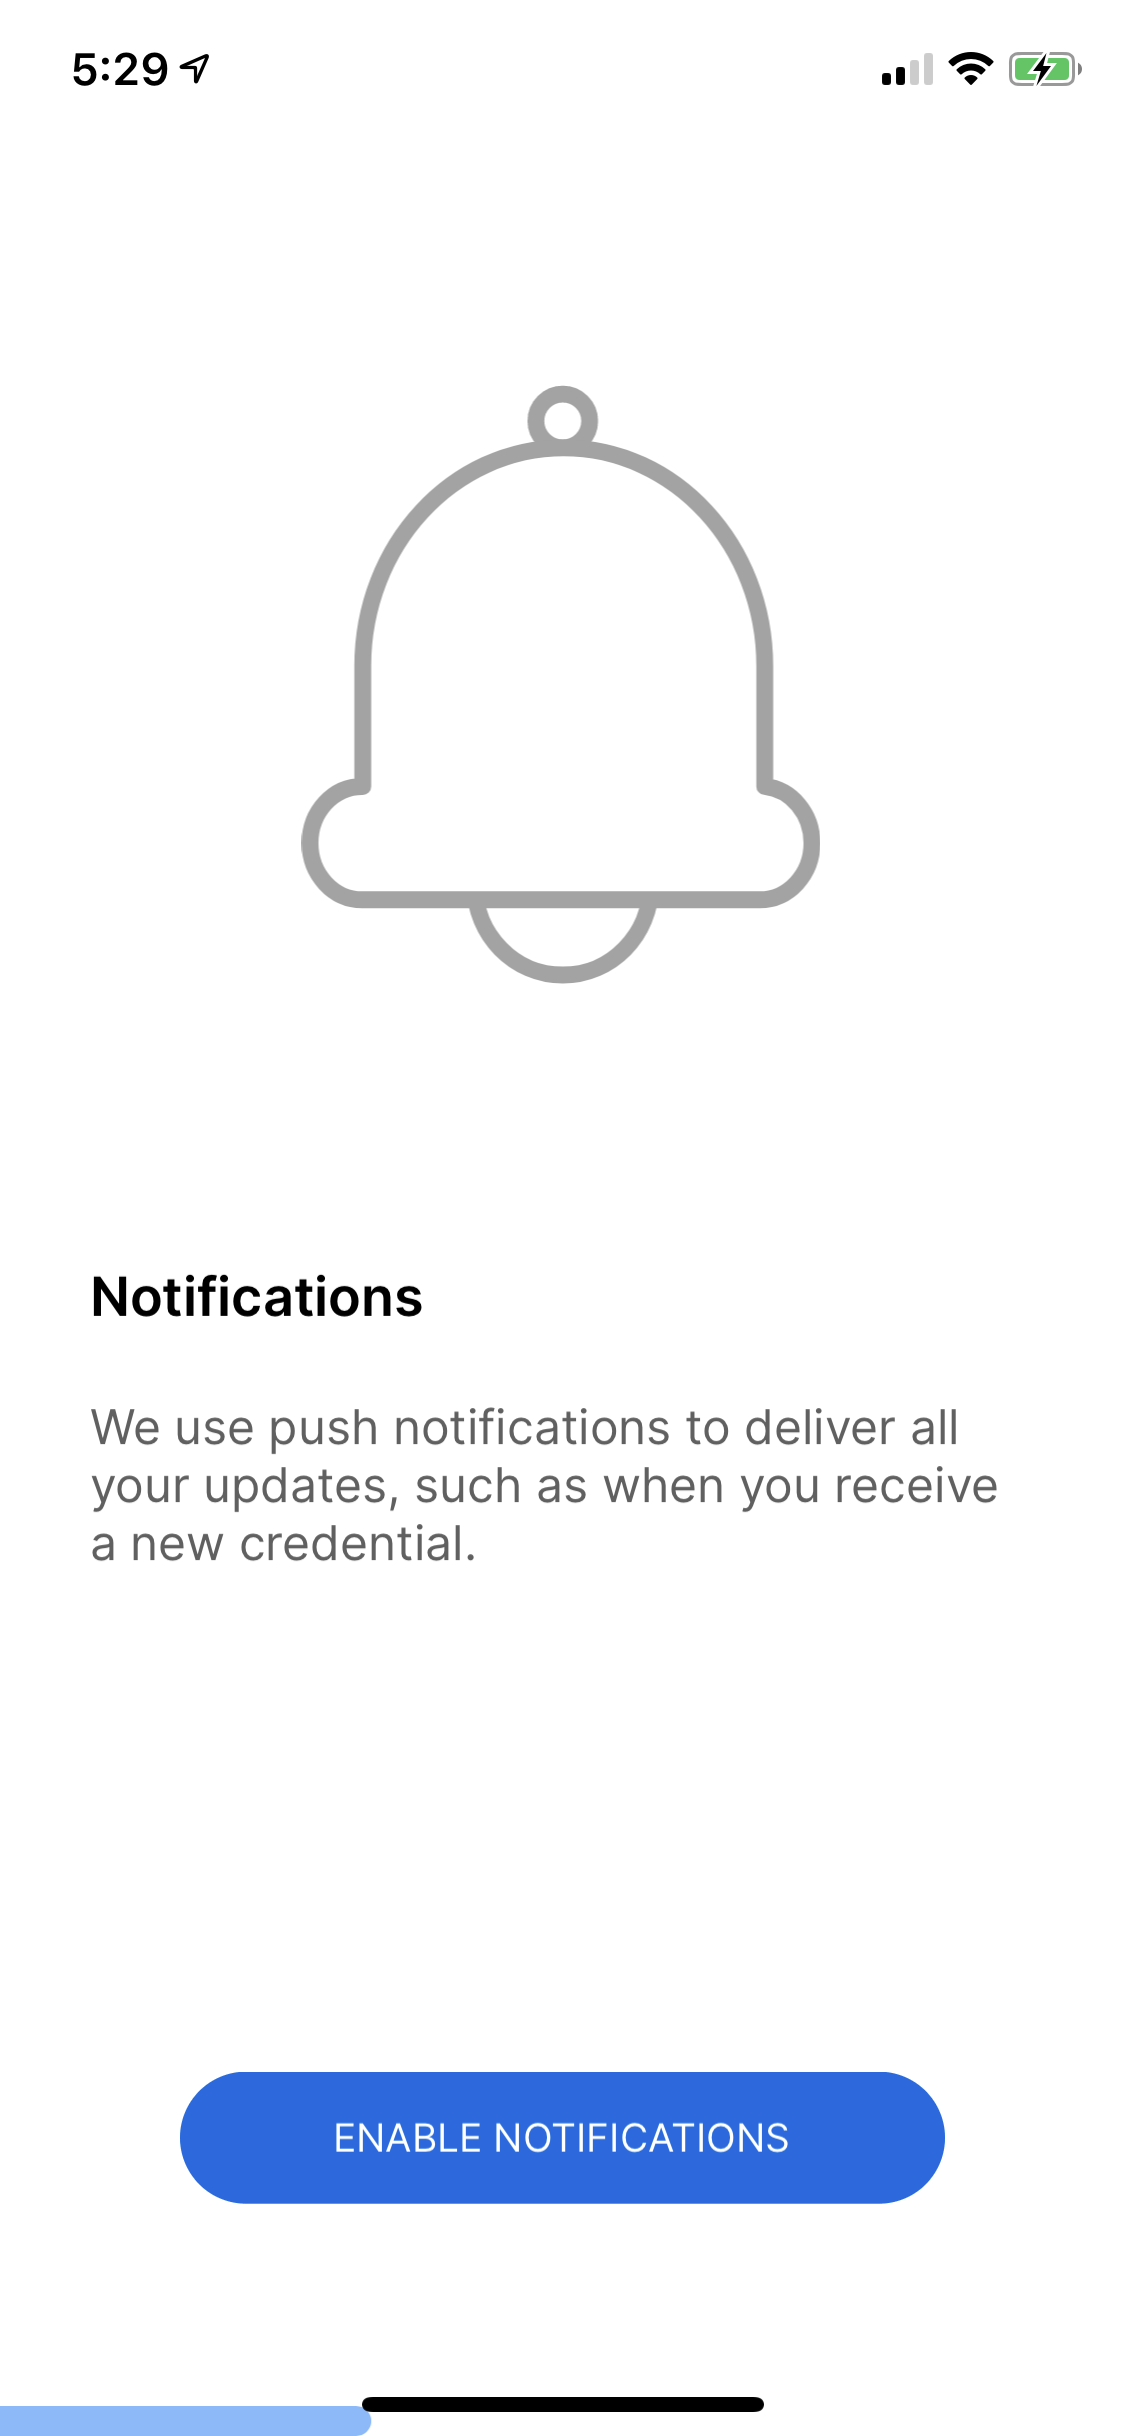 5:29
Notifications
We use push notifications to deliver all
your updates, such as when you receive
a new credential.
ENABLE NOTIFICATIONS